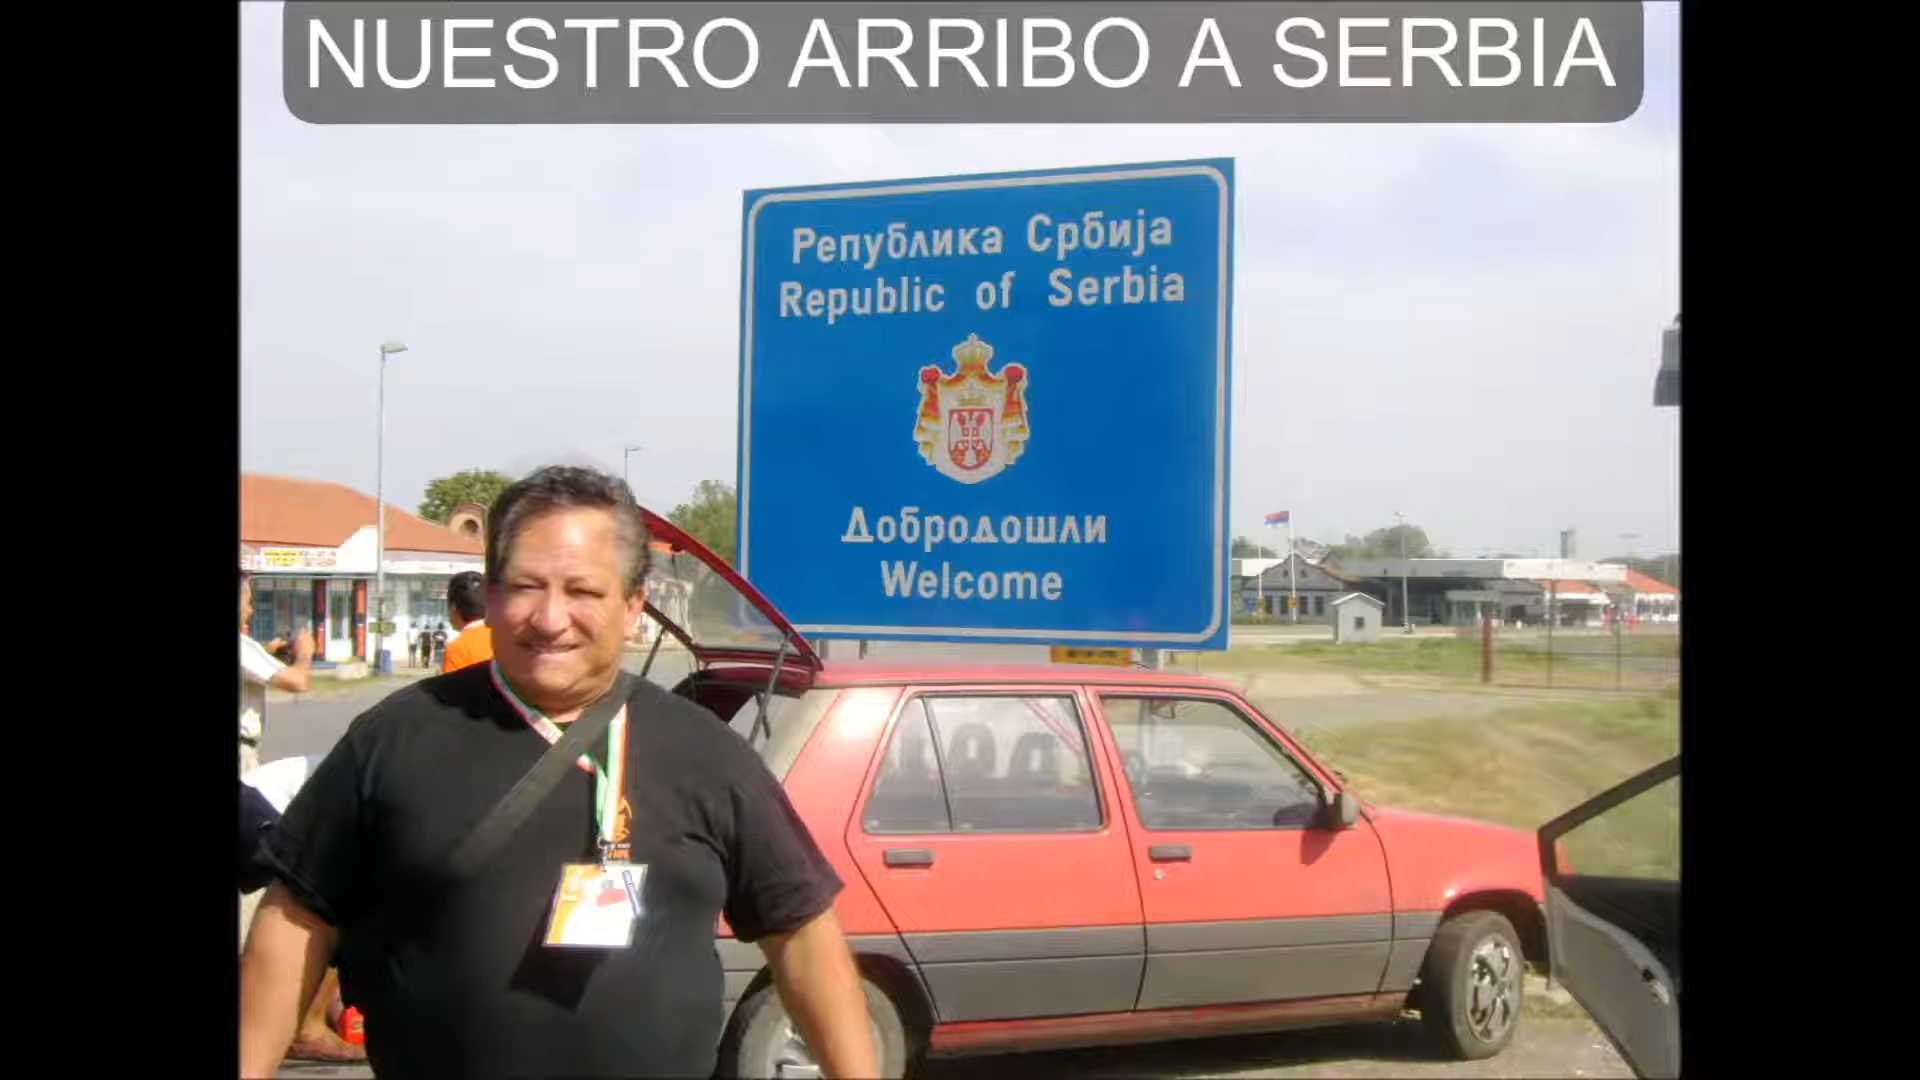 NUESTRO ARRIBO A SERBIA
Република Србија
Republic of Serbia
Добродошли
Welcome